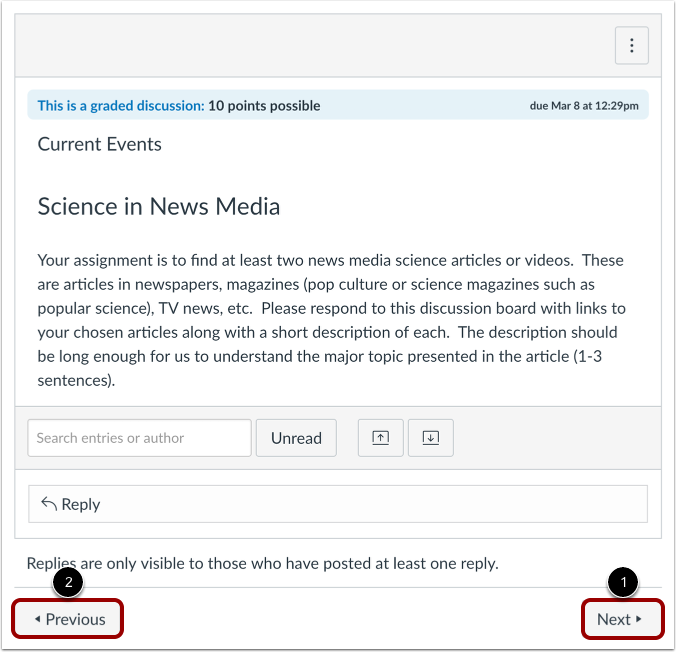 This is a graded discussion: 10 points possible due Mar 8 at 12:29pm
Current Events
Science in News Media
Your assignment is to find at least two news media science articles or videos.  These
are articles in newspapers, magazines (pop culture or science magazines such as
popular science), TV news, etc.  Please respond to this discussion board with links to
your chosen articles along with a short description of each.  The description should
be long enough for us to understand the major topic presented in the article (1-3
sentences).
Search entries or author Unread
Reply
Replies are only visible to those who have posted at least one reply.
2 1
Previous Next